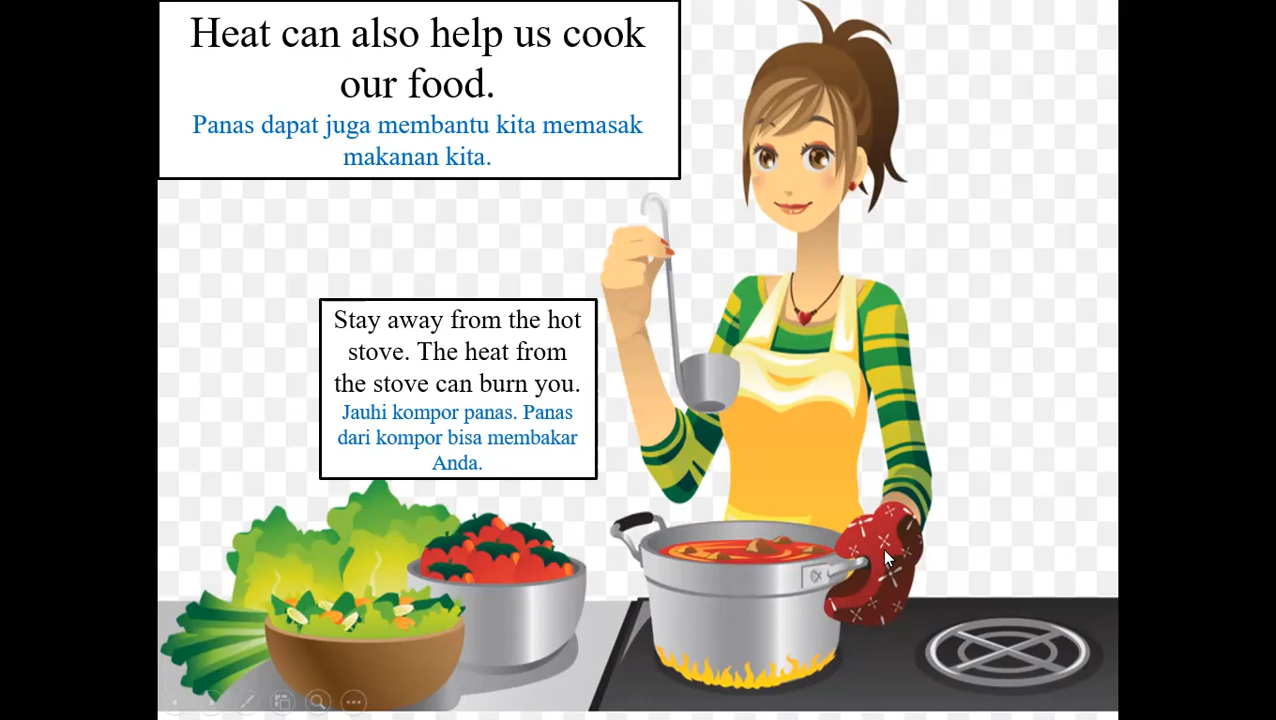 Heat can also help us cook
our food.
Panas dapat juga membantu kita memasak
makanan kita.
Stay away from the hot
stove. The heat from
the stove can burn you.
Jauhi kompor panas. Panas
dari kompor bisa membakar
Anda.